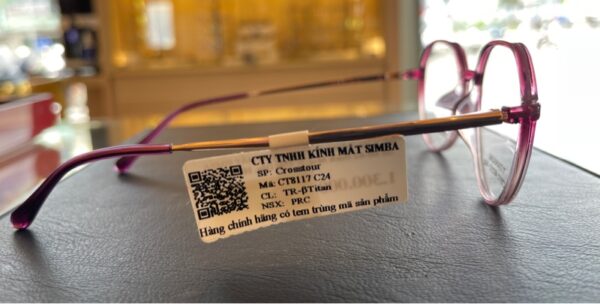 CTY TNHH KÍNH MẮT SIMBA
SP: Crosstour
Mã: CT8117 C24
CL: TR-βTitan
NSX: PRC
Hàng chính hãng có tem trùng mã sản phẩm